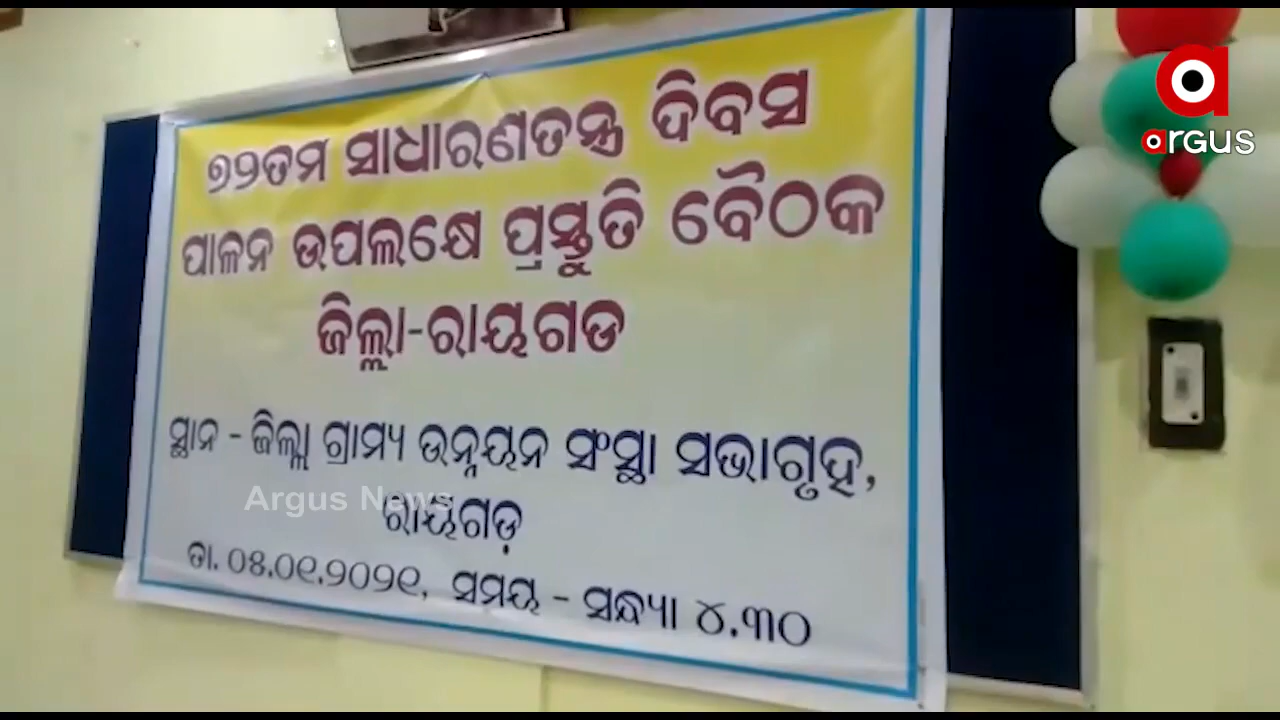 ୭୨ତମ ସାଧାରଣତନ୍ତ୍ର ଦିବସ
ପାଳନ ଉପଲକ୍ଷେ ପ୍ରସ୍ତୁତି ବୈଠକ
ଜିଲ୍ଲା-ରାୟଗଡ
ସ୍ଥାନ - ଜିଲ୍ଲା ଗ୍ରାମ୍ୟ ଉନ୍ନୟନ ସଂସ୍ଥା ସଭାଗୃହ,
ରାୟଗଡ଼
ତା. ୦୫.୦୧.୨୦୨୧, ସମୟ - ସନ୍ଧ୍ୟା ୪.୩୦
Argus News
a
argus